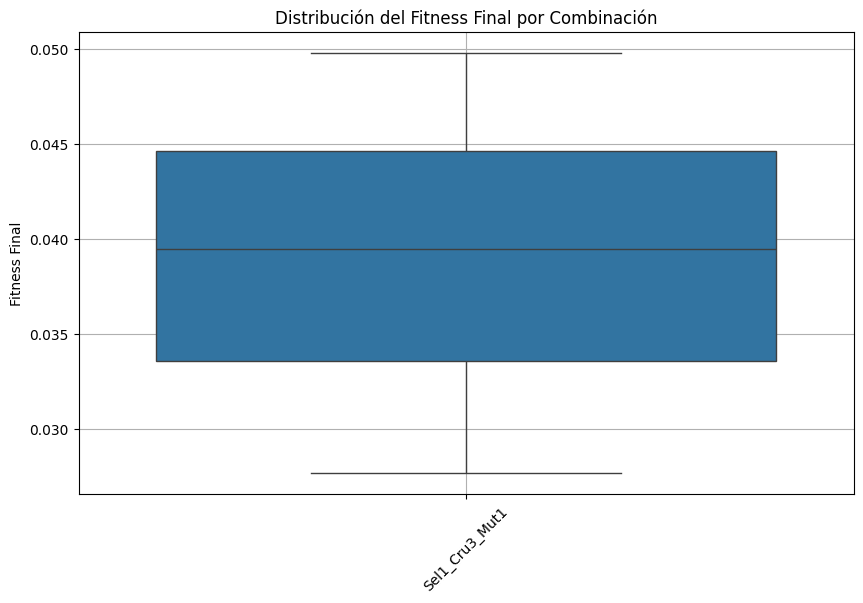 Distribución del Fitness Final por Combinación
0.050
0.045
0.040
0.035
0.030
Fitness Final
Sel1_Cru3_Mut1